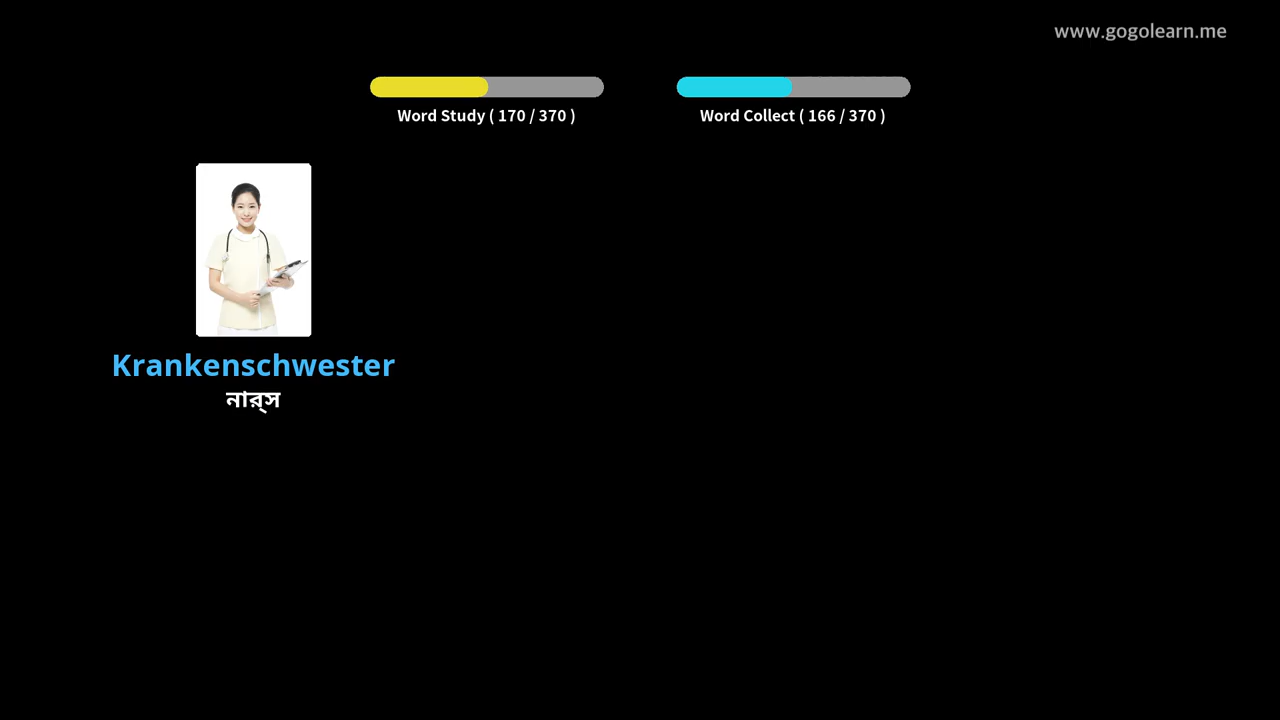 www.gogolearn.me
Word Study ( 170 / 370 )
Word Collect ( 166 / 370 )
Krankenschwester
নার্স